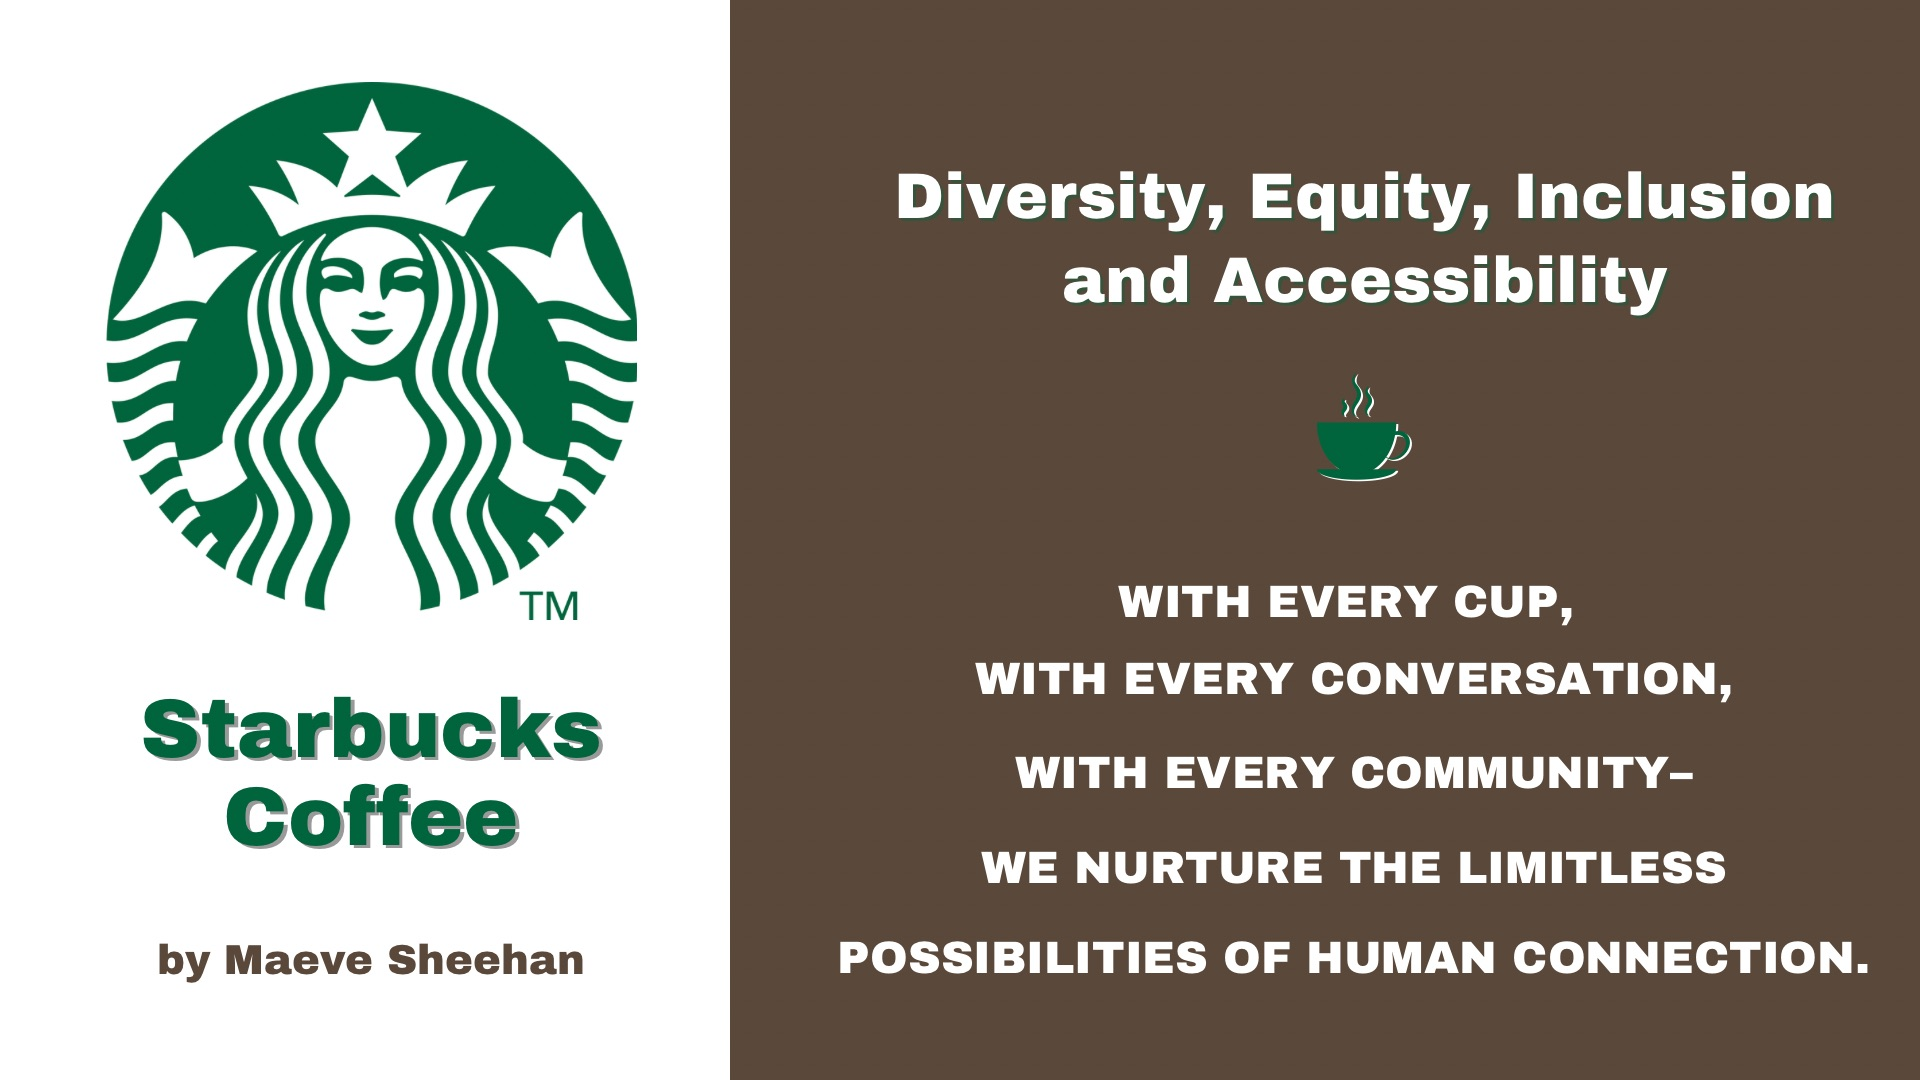 TM
Starbucks
Coffee
by Maeve Sheehan
Diversity, Equity, Inclusion
and Accessibility
WITH EVERY CUP,
WITH EVERY CONVERSATION,
WITH EVERY COMMUNITY–
WE NURTURE THE LIMITLESS
POSSIBILITIES OF HUMAN CONNECTION.